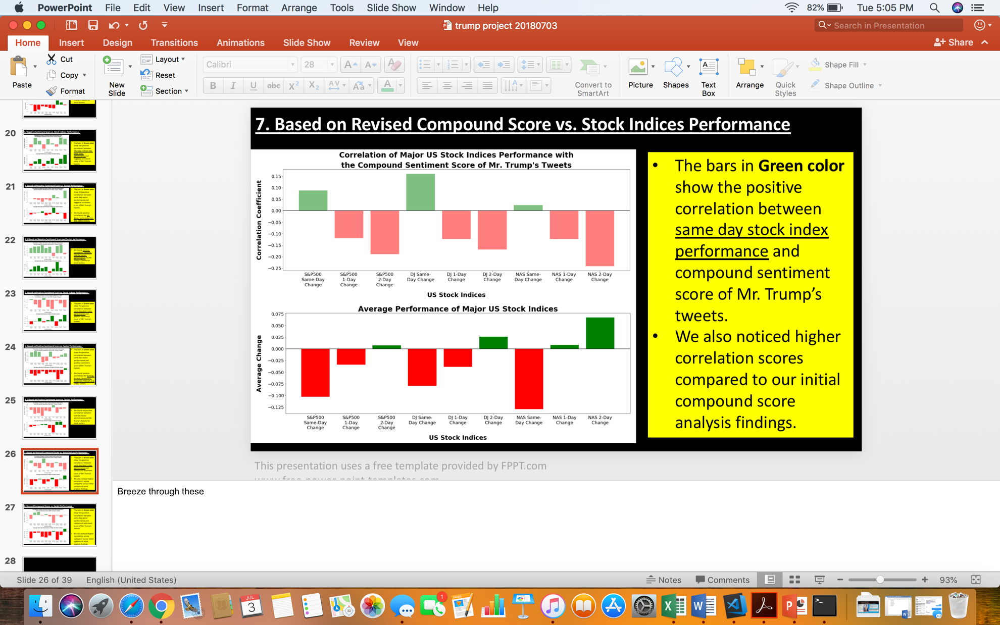 PowerPoint File Edit View Insert Format Arrange Tools Slide Show Window Help 82% Tue 5:05 PM
trump project 20180703
Search in Presentation
Home Insert Design Transitions Animations Slide Show Review View Share
Paste
Cut
Copy
Format
New
Slide
Layout
Reset
Section
Calibri 28
Convert to
SmartArt
Picture
Shapes
Text
Box
Arrange
Quick
Styles
Shape Fill
Shape Outline
20
21
22
23
24
25
26
27
28
7. Based on Revised Compound Score vs. Stock Indices Performance
Correlation of Major US Stock Indices Performance with
the Compound Sentiment Score of Mr. Trump's Tweets
Correlation Coefficient
0.15
0.10
0.05
0.00
−0.05
−0.10
−0.15
−0.20
−0.25
S&P500
Same-Day
Change
S&P500
1-Day
Change
S&P500
2-Day
Change
DJ Same-
Day Change
DJ 1-Day
Change
DJ 2-Day
Change
NAS Same-
Day Change
NAS 1-Day
Change
NAS 2-Day
Change
US Stock Indices
Average Performance of Major US Stock Indices
Average Change
0.075
0.050
0.025
0.000
−0.025
−0.050
−0.075
−0.100
−0.125
S&P500
Same-Day
Change
S&P500
1-Day
Change
S&P500
2-Day
Change
DJ Same-
Day Change
DJ 1-Day
Change
DJ 2-Day
Change
NAS Same-
Day Change
NAS 1-Day
Change
NAS 2-Day
Change
US Stock Indices
• The bars in Green color
show the positive
correlation between
same day stock index
performance and
compound sentiment
score of Mr. Trump’s
tweets.
• We also noticed higher
correlation scores
compared to our initial
compound score
analysis findings.
This presentation uses a free template provided by FPPT.com
www.free-power-point-templates.com
Breeze through these
Slide 26 of 39 English (United States) Notes Comments 93%
JUL
3
1